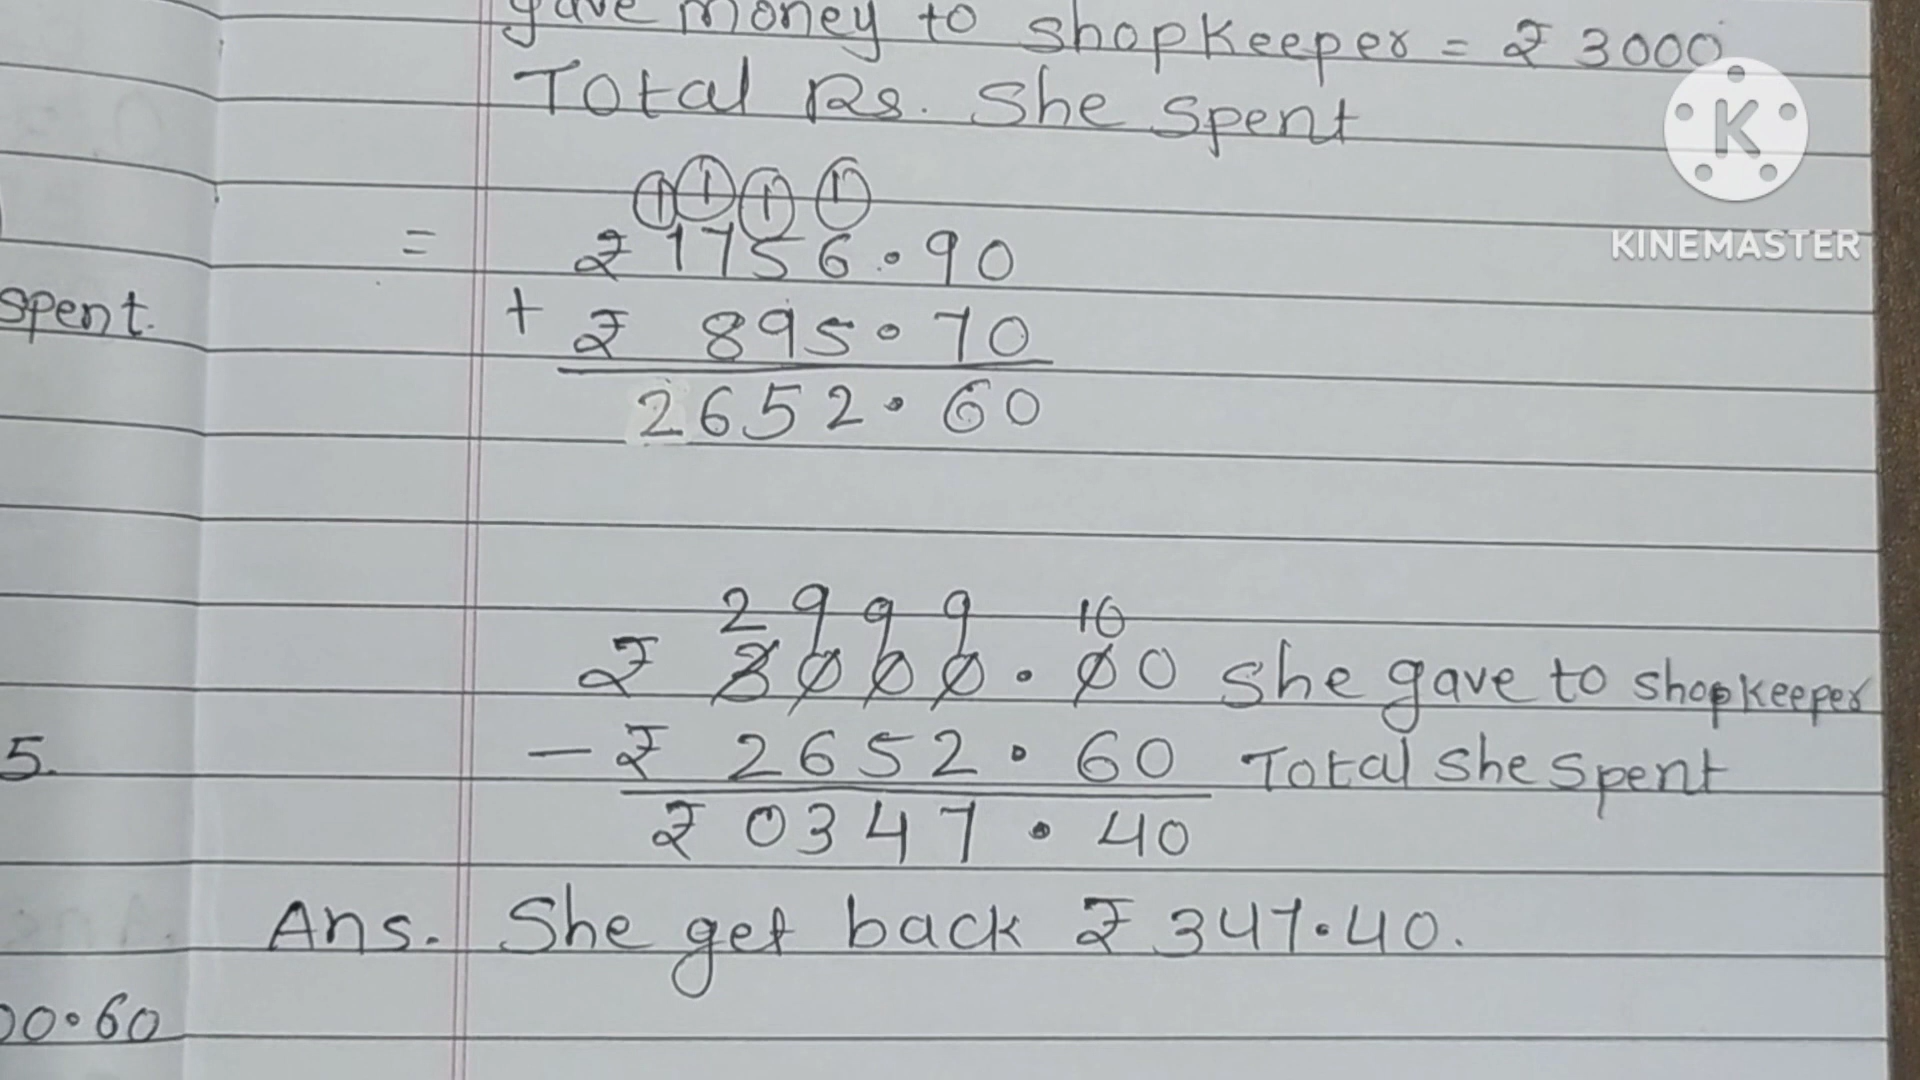 gave money to shopkeeper = ₹ 3000
Total Rs. She spent
1 1 1 1
= ₹ 1756.90
spent.
+ ₹ 895.70
2652.60
2 9 9 9 10
₹ 3000.00 she gave to shopkeeper
5.
- ₹ 2652.60 Total she spent
₹ 0347.40
Ans. She get back ₹ 347.40.
00.60
K
KINEMASTER